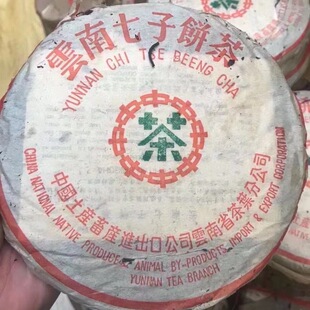 雲南七子餅茶
YUNNAN CHI TSE BEENG CHA
茶
中國土產畜產進出口公司雲南省茶葉分公司
CHINA NATIONAL NATIVE PRODUCE & ANIMAL BY-PRODUCTS IMPORT & EXPORT CORPORATION
YUNNAN TEA BRANCH